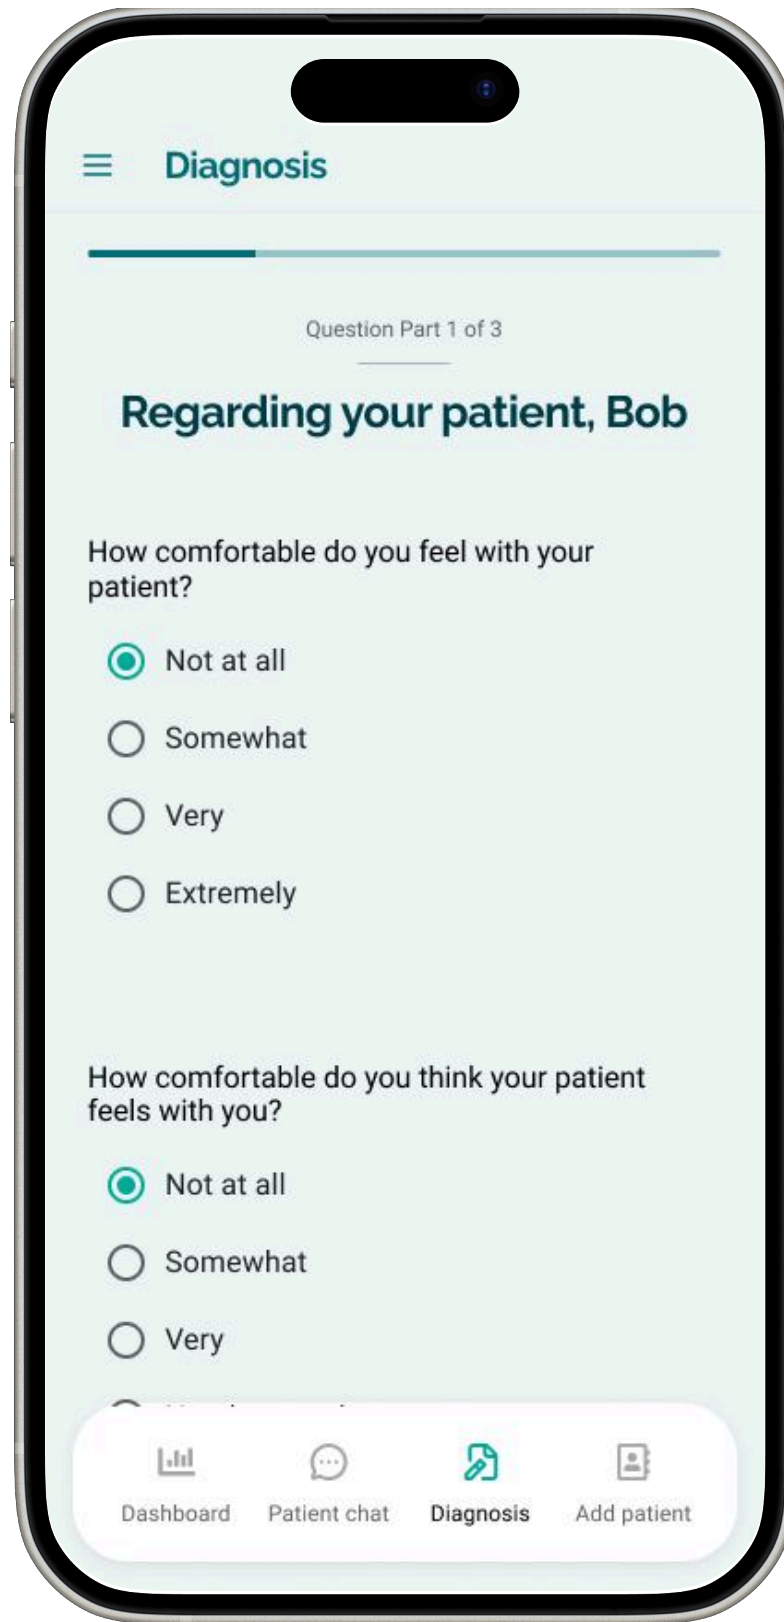 Diagnosis
Question Part 1 of 3
Regarding your patient, Bob
How comfortable do you feel with your
patient?
Not at all
Somewhat
Very
Extremely
How comfortable do you think your patient
feels with you?
Not at all
Somewhat
Very
Dashboard
Patient chat
Diagnosis
Add patient